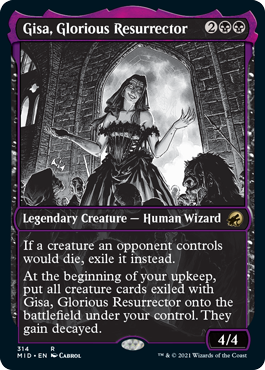 Gisa, Glorious Resurrector 2
Legendary Creature — Human Wizard
If a creature an opponent controls
would die, exile it instead.
At the beginning of your upkeep,
put all creature cards exiled with
Gisa, Glorious Resurrector onto the
battlefield under your control. They
gain decayed.
4/4
314 R
MID • EN CABROL
™ & © 2021 Wizards of the Coast